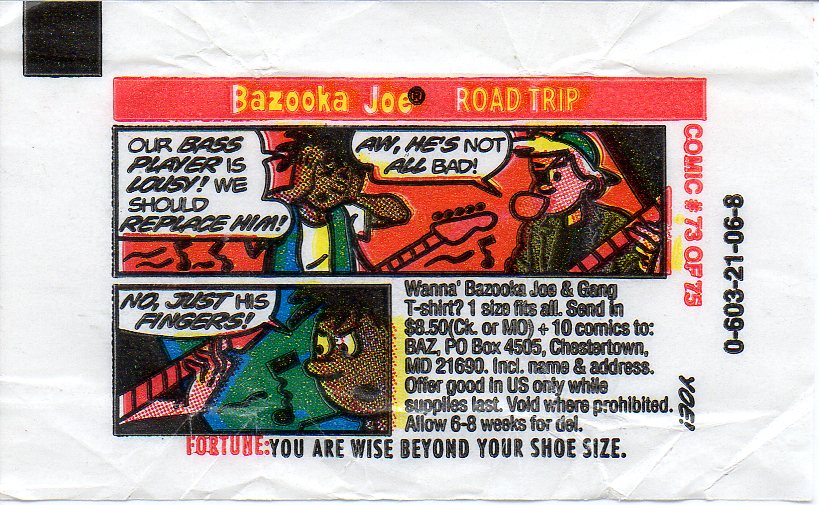 Bazooka Joe® ROAD TRIP
OUR BASS
PLAYER IS
LOUSY! WE
SHOULD
REPLACE HIM!
AW, HE'S NOT
ALL BAD!
NO, JUST HIS
FINGERS!
Wanna' Bazooka Joe & Gang
T-shirt? 1 size fits all. Send in
$8.50(Ck. or MO) + 10 comics to:
BAZ, PO Box 4505, Chestertown,
MD 21690. Incl. name & address.
Offer good in US only while
supplies last. Void where prohibited.
Allow 6-8 weeks for del.
YOE!
COMIC # 73 OF 75
0-603-21-06-8
FORTUNE: YOU ARE WISE BEYOND YOUR SHOE SIZE.